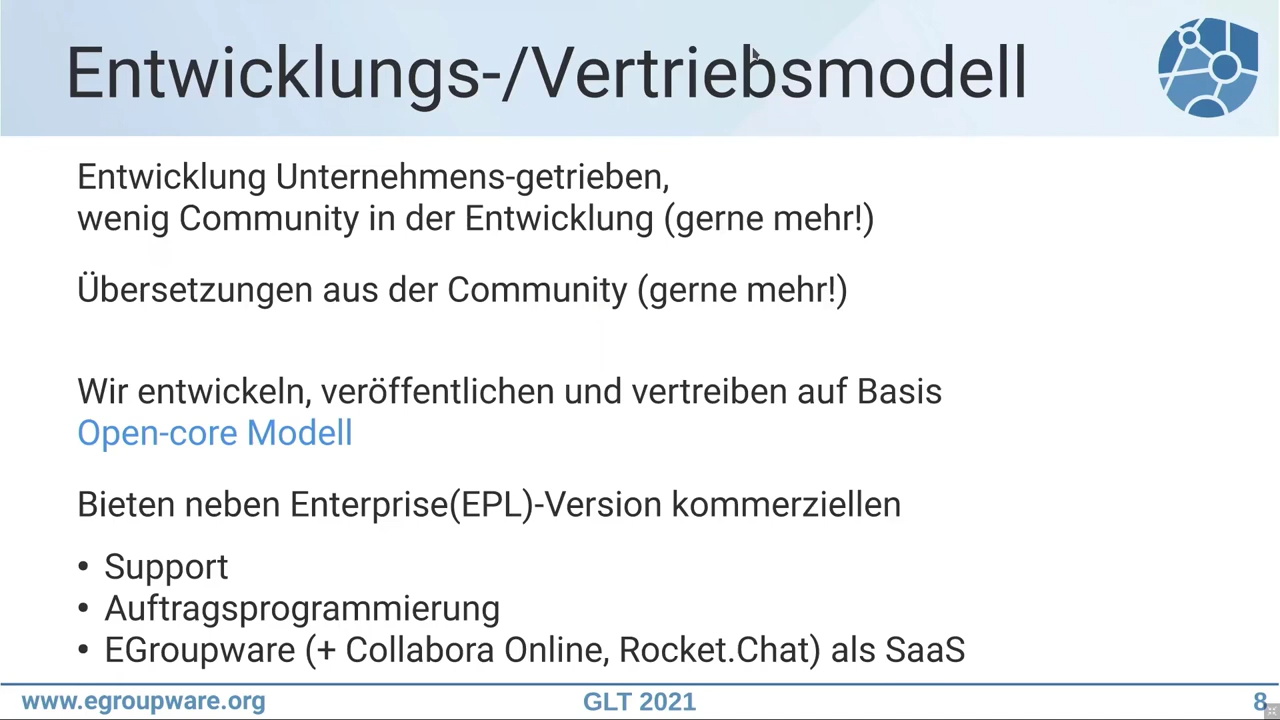 Entwicklungs-/Vertriebsmodell
Entwicklung Unternehmens-getrieben,
wenig Community in der Entwicklung (gerne mehr!)
Übersetzungen aus der Community (gerne mehr!)
Wir entwickeln, veröffentlichen und vertreiben auf Basis
Open-core Modell
Bieten neben Enterprise(EPL)-Version kommerziellen
• Support
• Auftragsprogrammierung
• EGroupware (+ Collabora Online, Rocket.Chat) als SaaS
www.egroupware.org GLT 2021 8